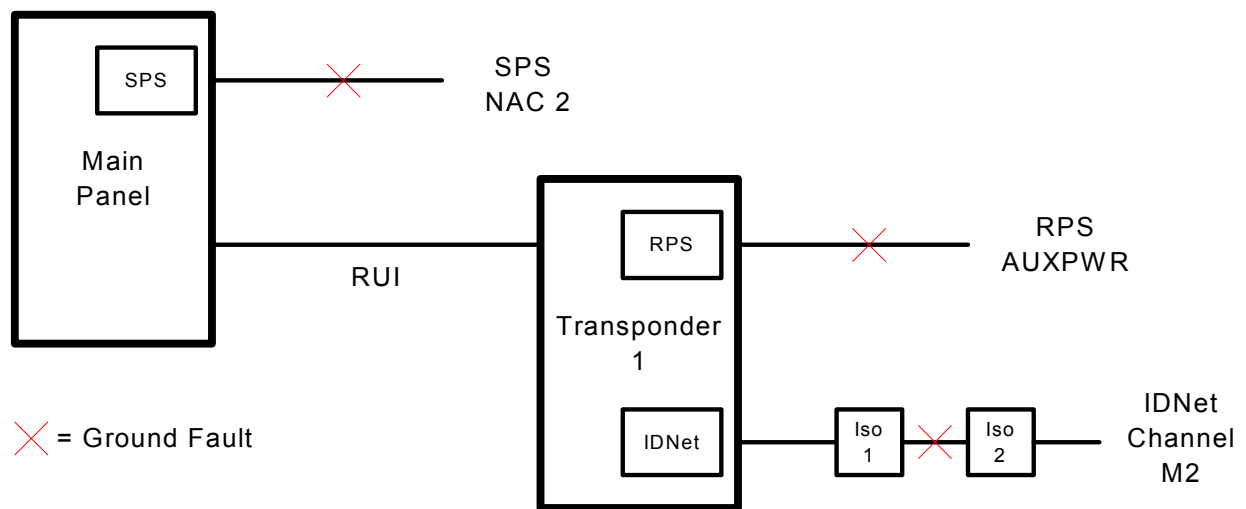 SPS
SPS
NAC 2
Main
Panel
RUI
RPS
RPS
AUXPWR
Transponder
1
IDNet
Iso
1
Iso
2
IDNet
Channel
M2
= Ground Fault